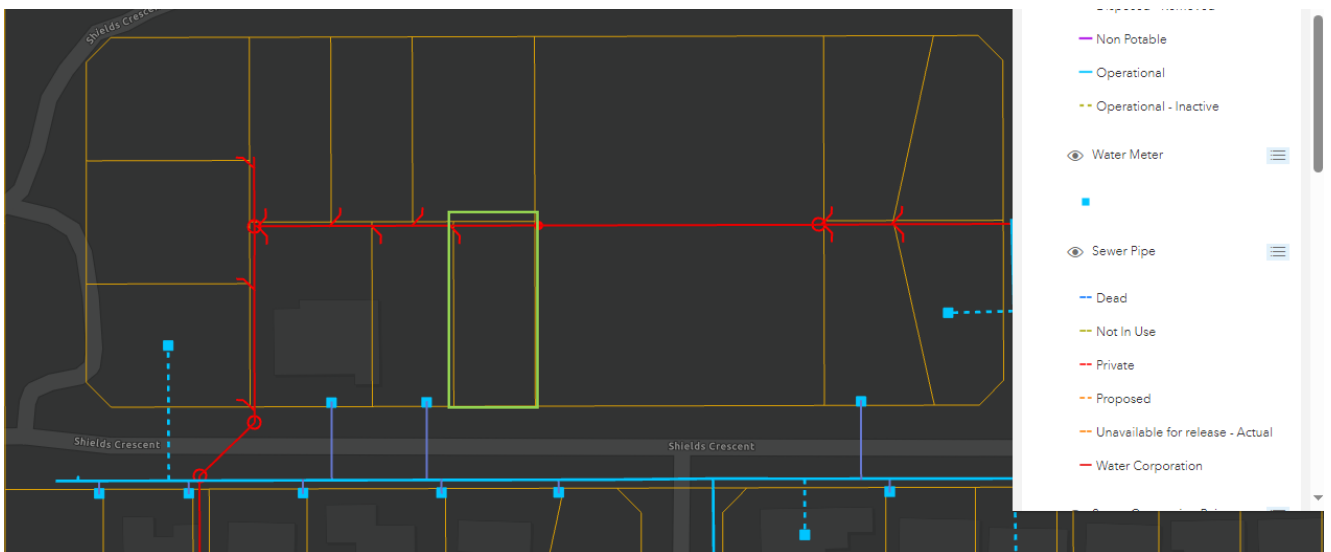 Shields Crescent
Non Potable
Operational
Operational - Inactive
Water Meter
Sewer Pipe
Dead
Not In Use
Private
Proposed
Unavailable for release - Actual
Water Corporation
Shields Crescent
Shields Crescent